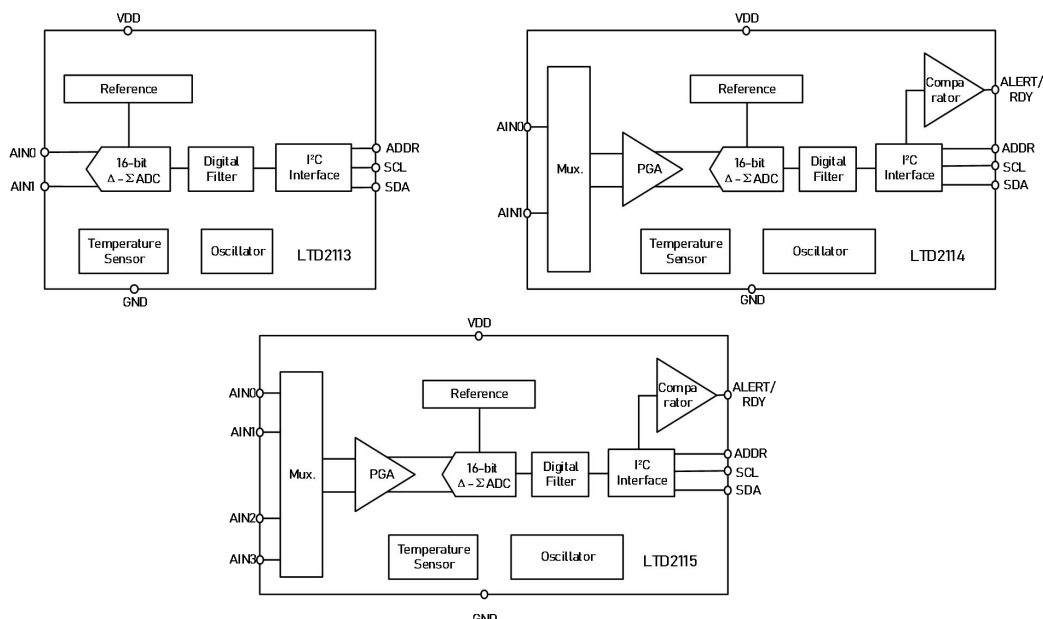 VDD
Reference
AIN0
AIN1
16-bit
Δ - Σ ADC
Digital
Filter
I²C
Interface
ADDR
SCL
SDA
Temperature
Sensor
Oscillator
LTD2113
GND
VDD
Compa
rator
ALERT/
RDY
Reference
AIN0
Mux.
PGA
16-bit
Δ - Σ ADC
Digital
Filter
I²C
Interface
ADDR
SCL
SDA
AIN1
Temperature
Sensor
Oscillator
LTD2114
GND
VDD
Compa
rator
ALERT/
RDY
Reference
AIN0
AIN1
Mux.
PGA
16-bit
Δ - Σ ADC
Digital
Filter
I²C
Interface
ADDR
SCL
SDA
AIN2
AIN3
Temperature
Sensor
Oscillator
LTD2115
GND